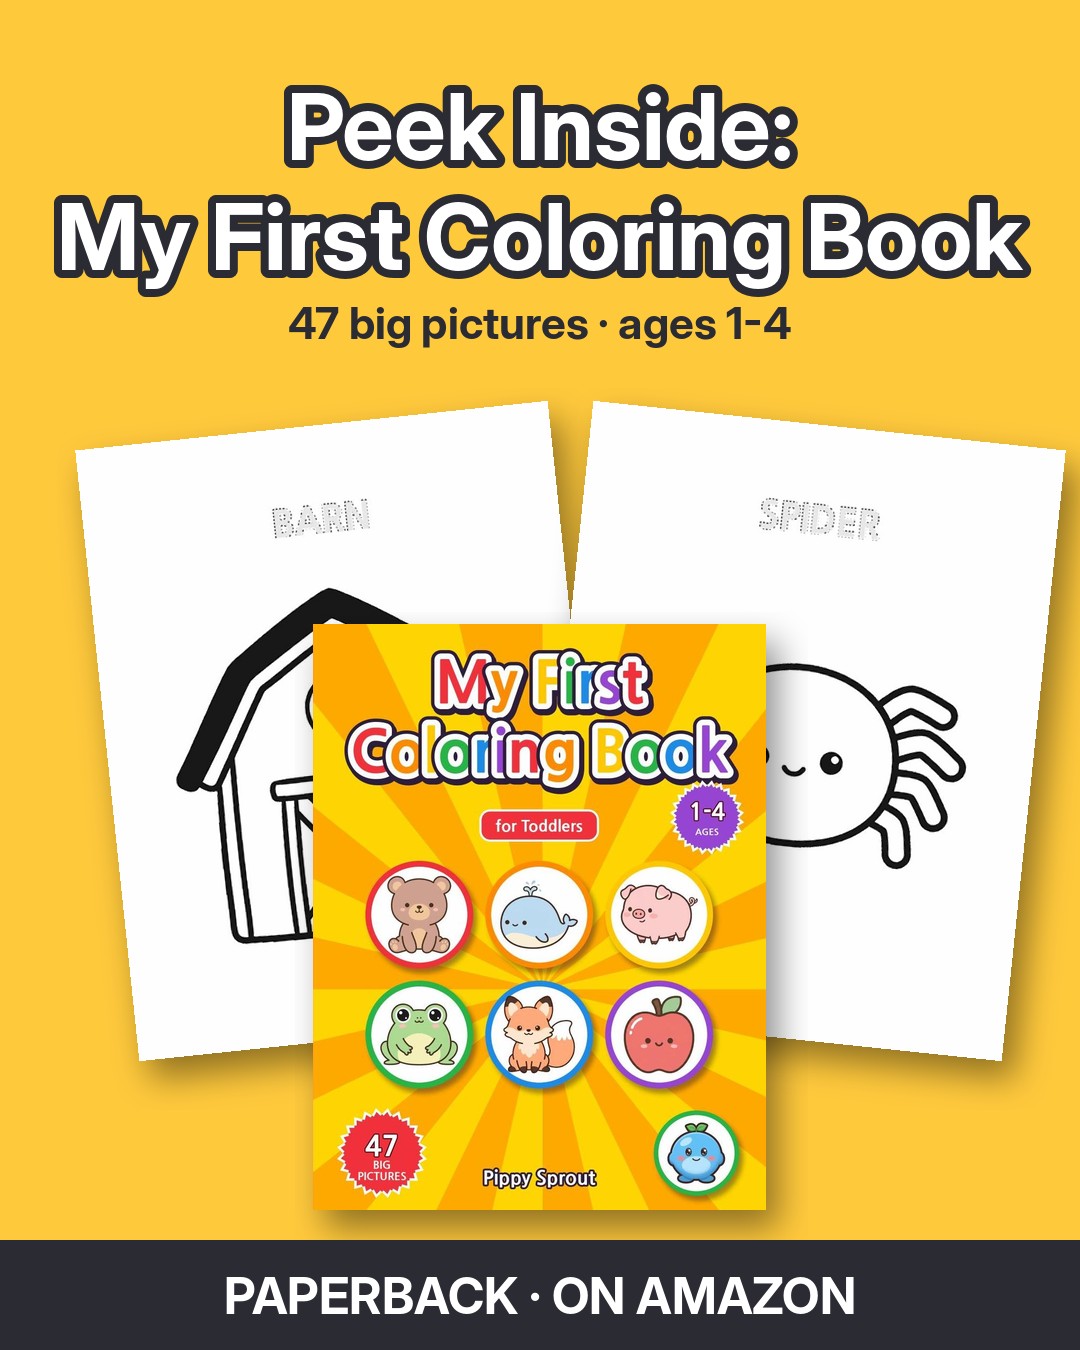 Peek Inside:
My First Coloring Book
47 big pictures · ages 1-4
BARN
SPIDER
My First
Coloring Book
for Toddlers
1-4
AGES
47
BIG
PICTURES
Pippy Sprout
PAPERBACK · ON AMAZON